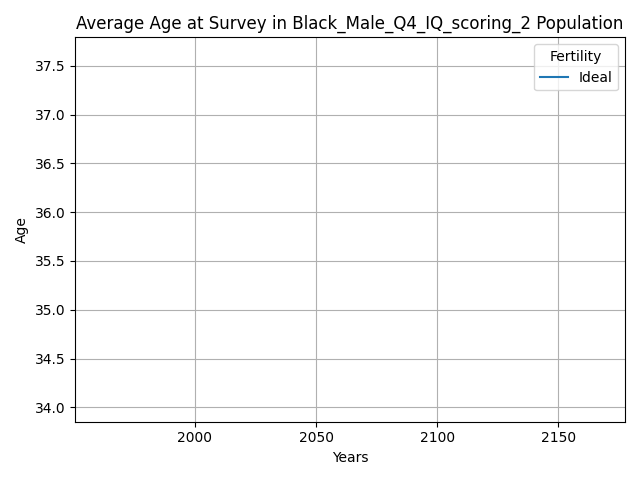 Average Age at Survey in Black_Male_Q4_IQ_scoring_2 Population
Fertility
Ideal
37.5
37.0
36.5
36.0
35.5
35.0
34.5
34.0
Age
2000 2050 2100 2150
Years